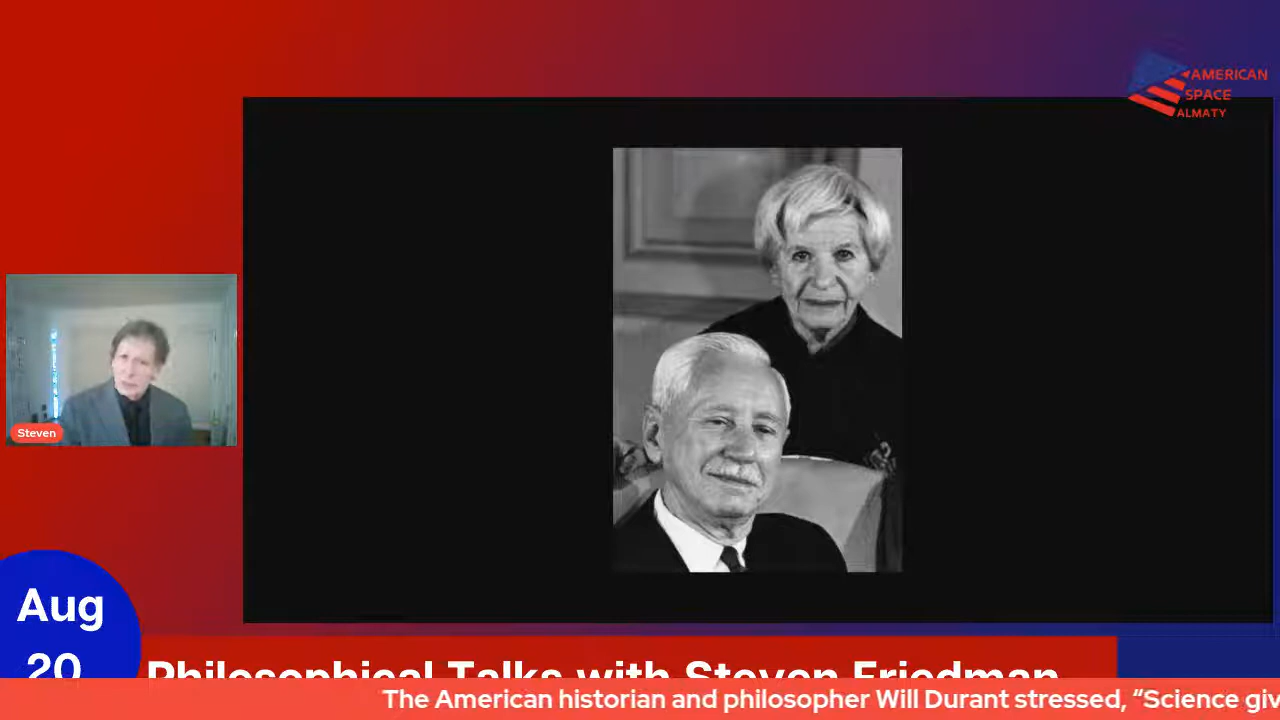 AMERICAN
SPACE
ALMATY
Steven
Aug
20
Philosophical Talks with Steven Friedman
The American historian and philosopher Will Durant stressed, “Science giv